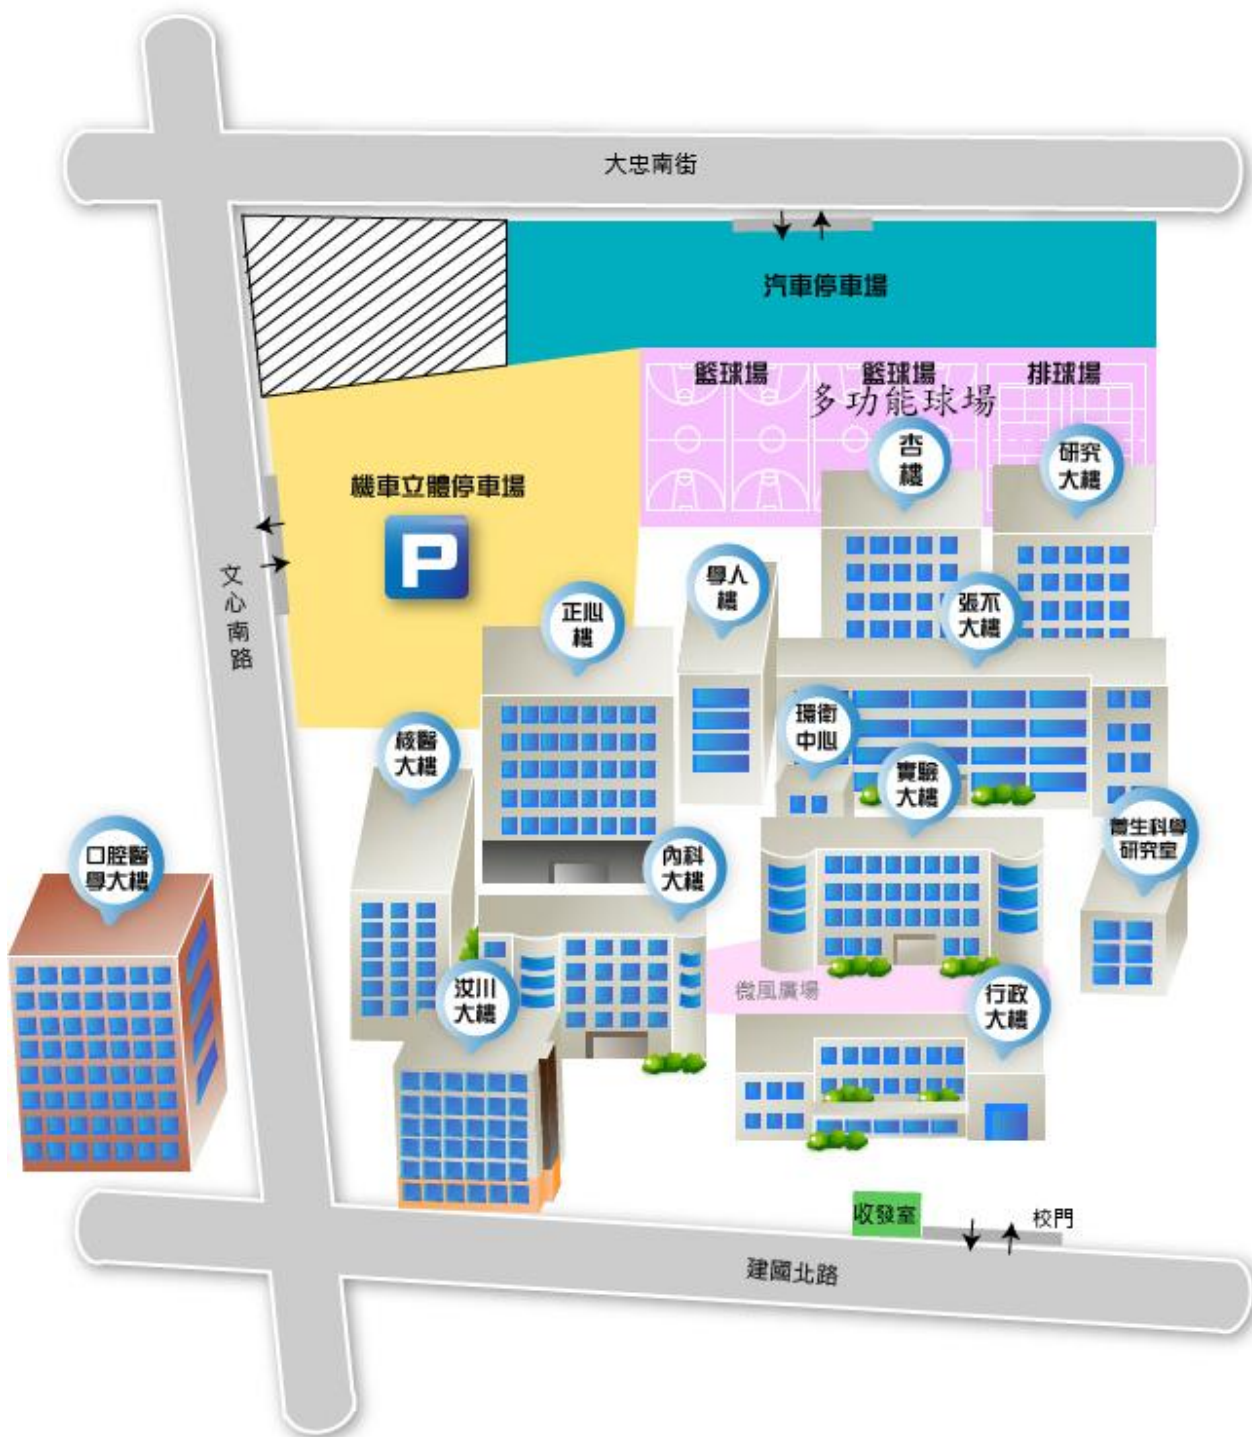 大忠南街
汽車停車場
籃球場
籃球場
排球場
多功能球場
杏
樓
研究
大樓
機車立體停車場
P
文心南路
學人
樓
正心
樓
張不
大樓
環衛
中心
核醫
大樓
實驗
大樓
養生科學
研究室
口腔醫
學大樓
內科
大樓
汝川
大樓
微風廣場
行政
大樓
收發室
校門
建國北路